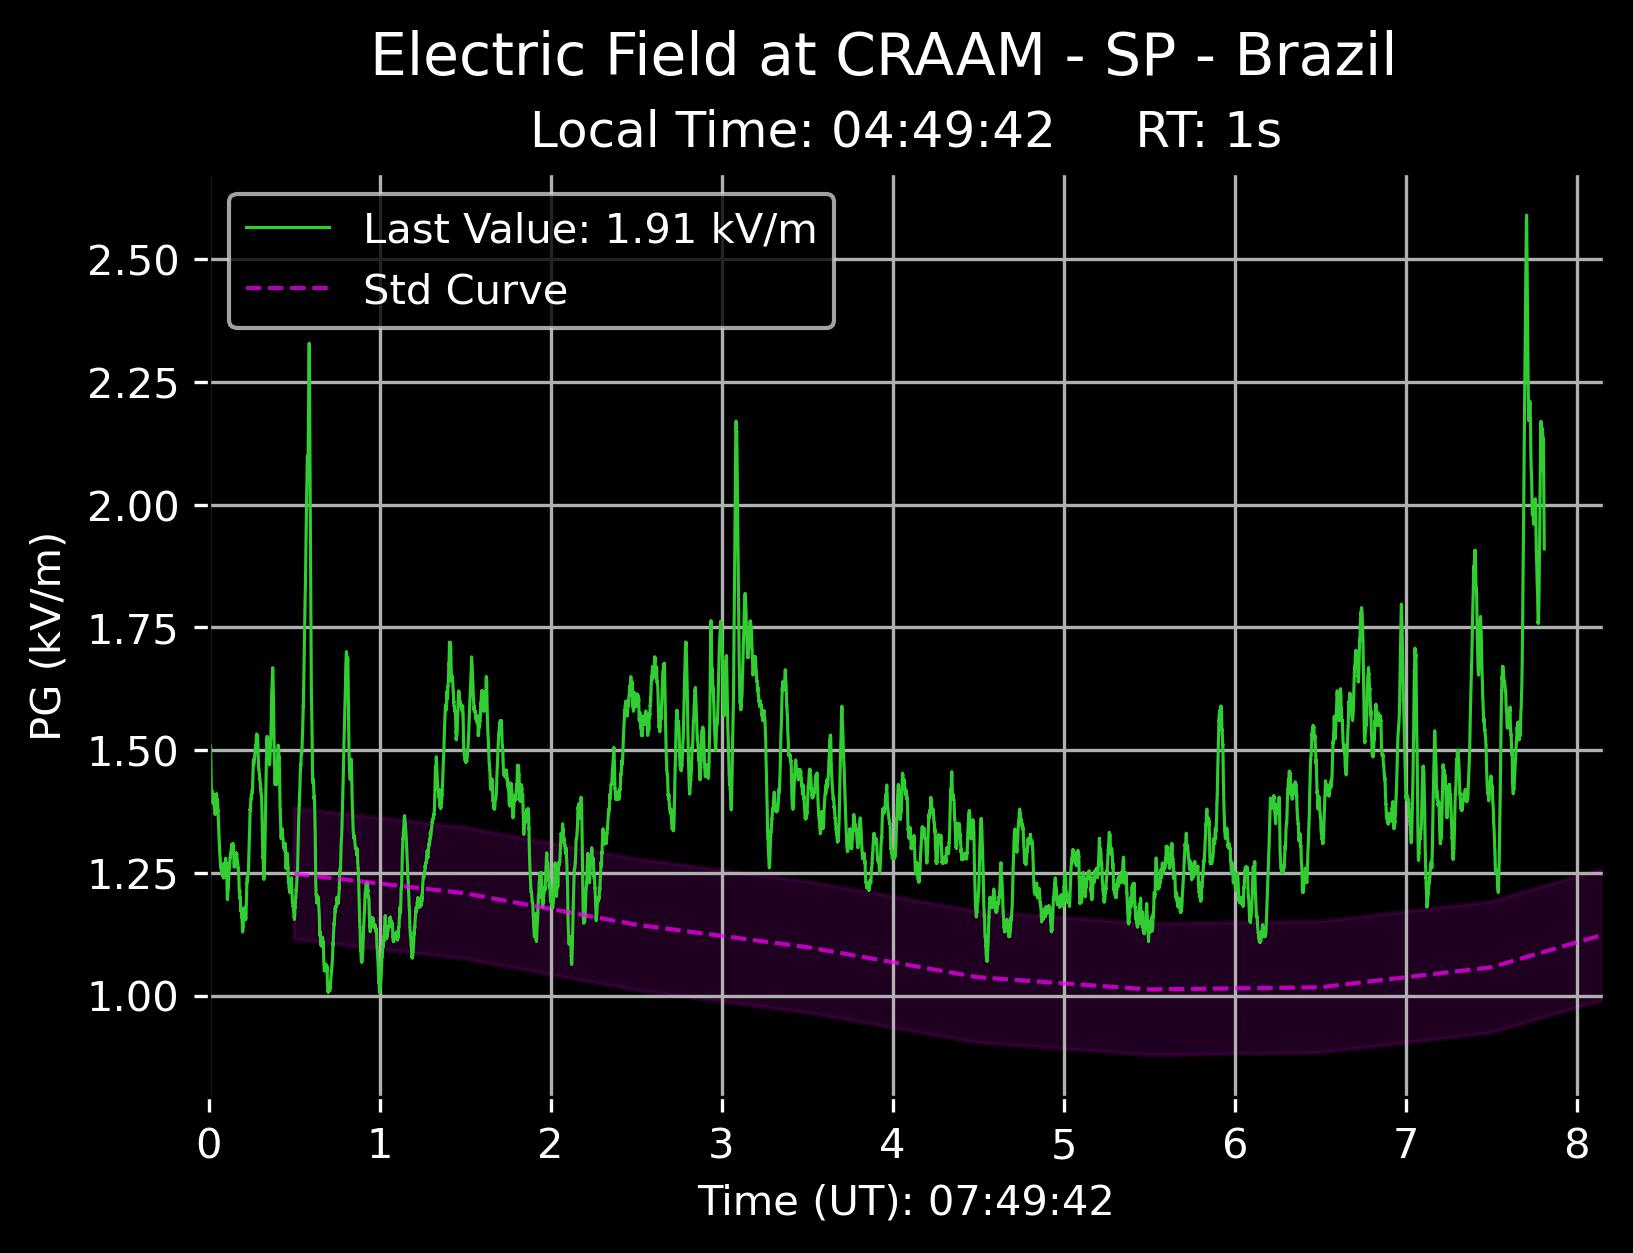 Electric Field at CRAAM - SP - Brazil
Local Time: 04:49:42 RT: 1s
Last Value: 1.91 kV/m
Std Curve
PG (kV/m)
2.50
2.25
2.00
1.75
1.50
1.25
1.00
0 1 2 3 4 5 6 7 8
Time (UT): 07:49:42